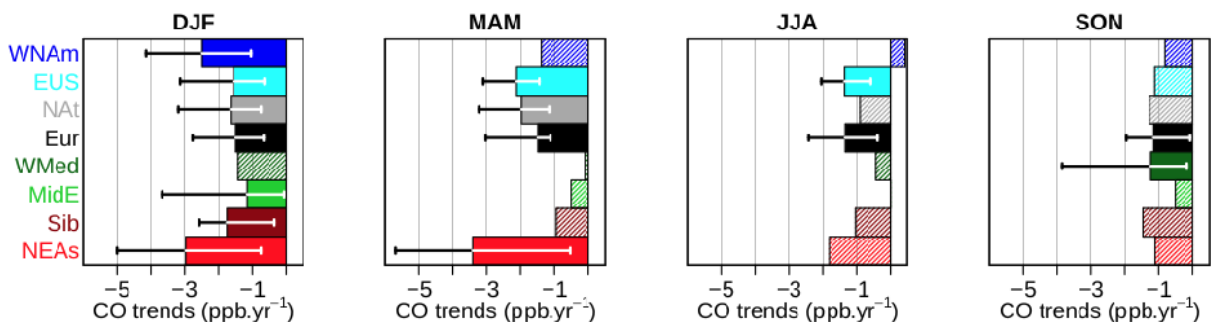 DJF MAM JJA SON
WNAm
EUS
NAt
Eur
WMed
MidE
Sib
NEAs
−5 −3 −1 −5 −3 −1 −5 −3 −1 −5 −3 −1
CO trends (ppb.yr⁻¹) CO trends (ppb.yr⁻¹) CO trends (ppb.yr⁻¹) CO trends (ppb.yr⁻¹)